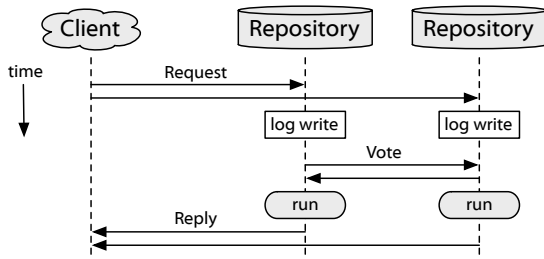 Client
Repository
Repository
time
Request
log write
log write
Vote
run
run
Reply